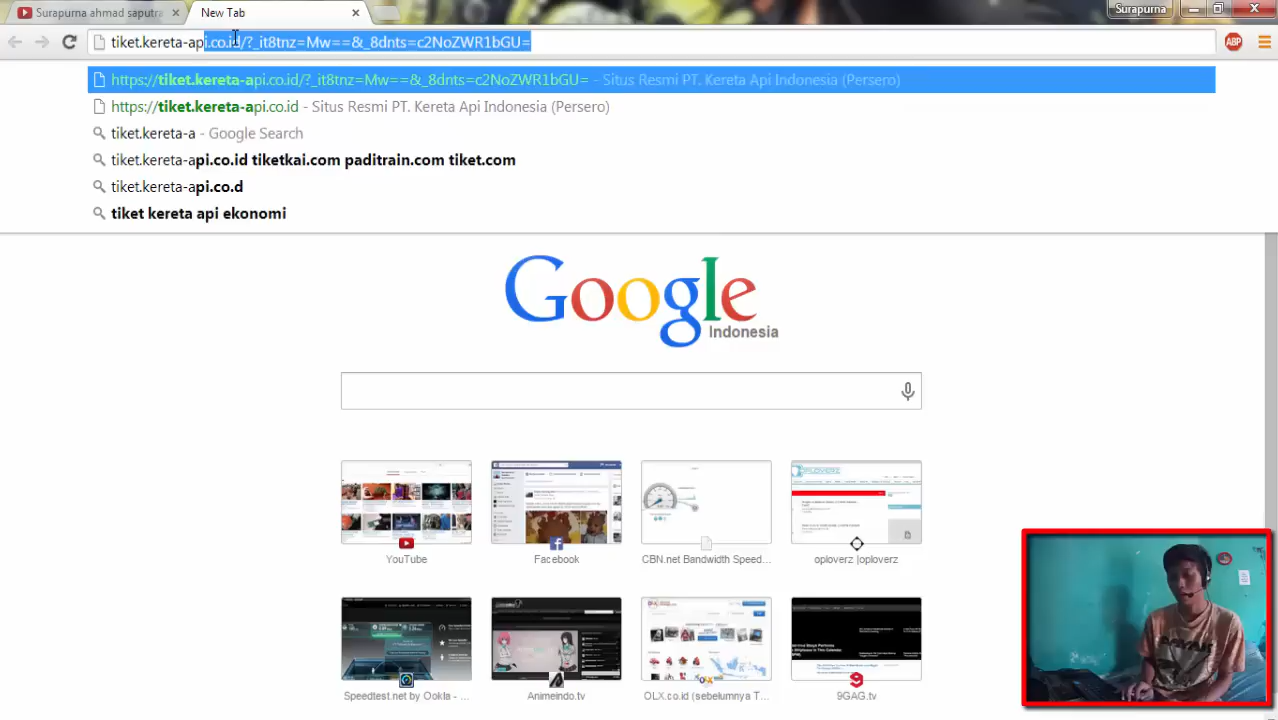 Surapurna ahmad saputra
New Tab
Surapurna
tiket.kereta-api.co.id/?_it8tnz=Mw==&_8dnts=c2NoZWR1bGU=
ABP
https://tiket.kereta-api.co.id/?_it8tnz=Mw==&_8dnts=c2NoZWR1bGU= - Situs Resmi PT. Kereta Api Indonesia (Persero)
https://tiket.kereta-api.co.id - Situs Resmi PT. Kereta Api Indonesia (Persero)
tiket.kereta-a - Google Search
tiket.kereta-api.co.id tiketkai.com paditrain.com tiket.com
tiket.kereta-api.co.d
tiket kereta api ekonomi
Google
Indonesia
YouTube
Facebook
CBN.net Bandwidth Speed...
oploverz |oploverz
Speedtest.net by Ookla - ...
Animeindo.tv
OLX.co.id (sebelumnya T...
9GAG.tv